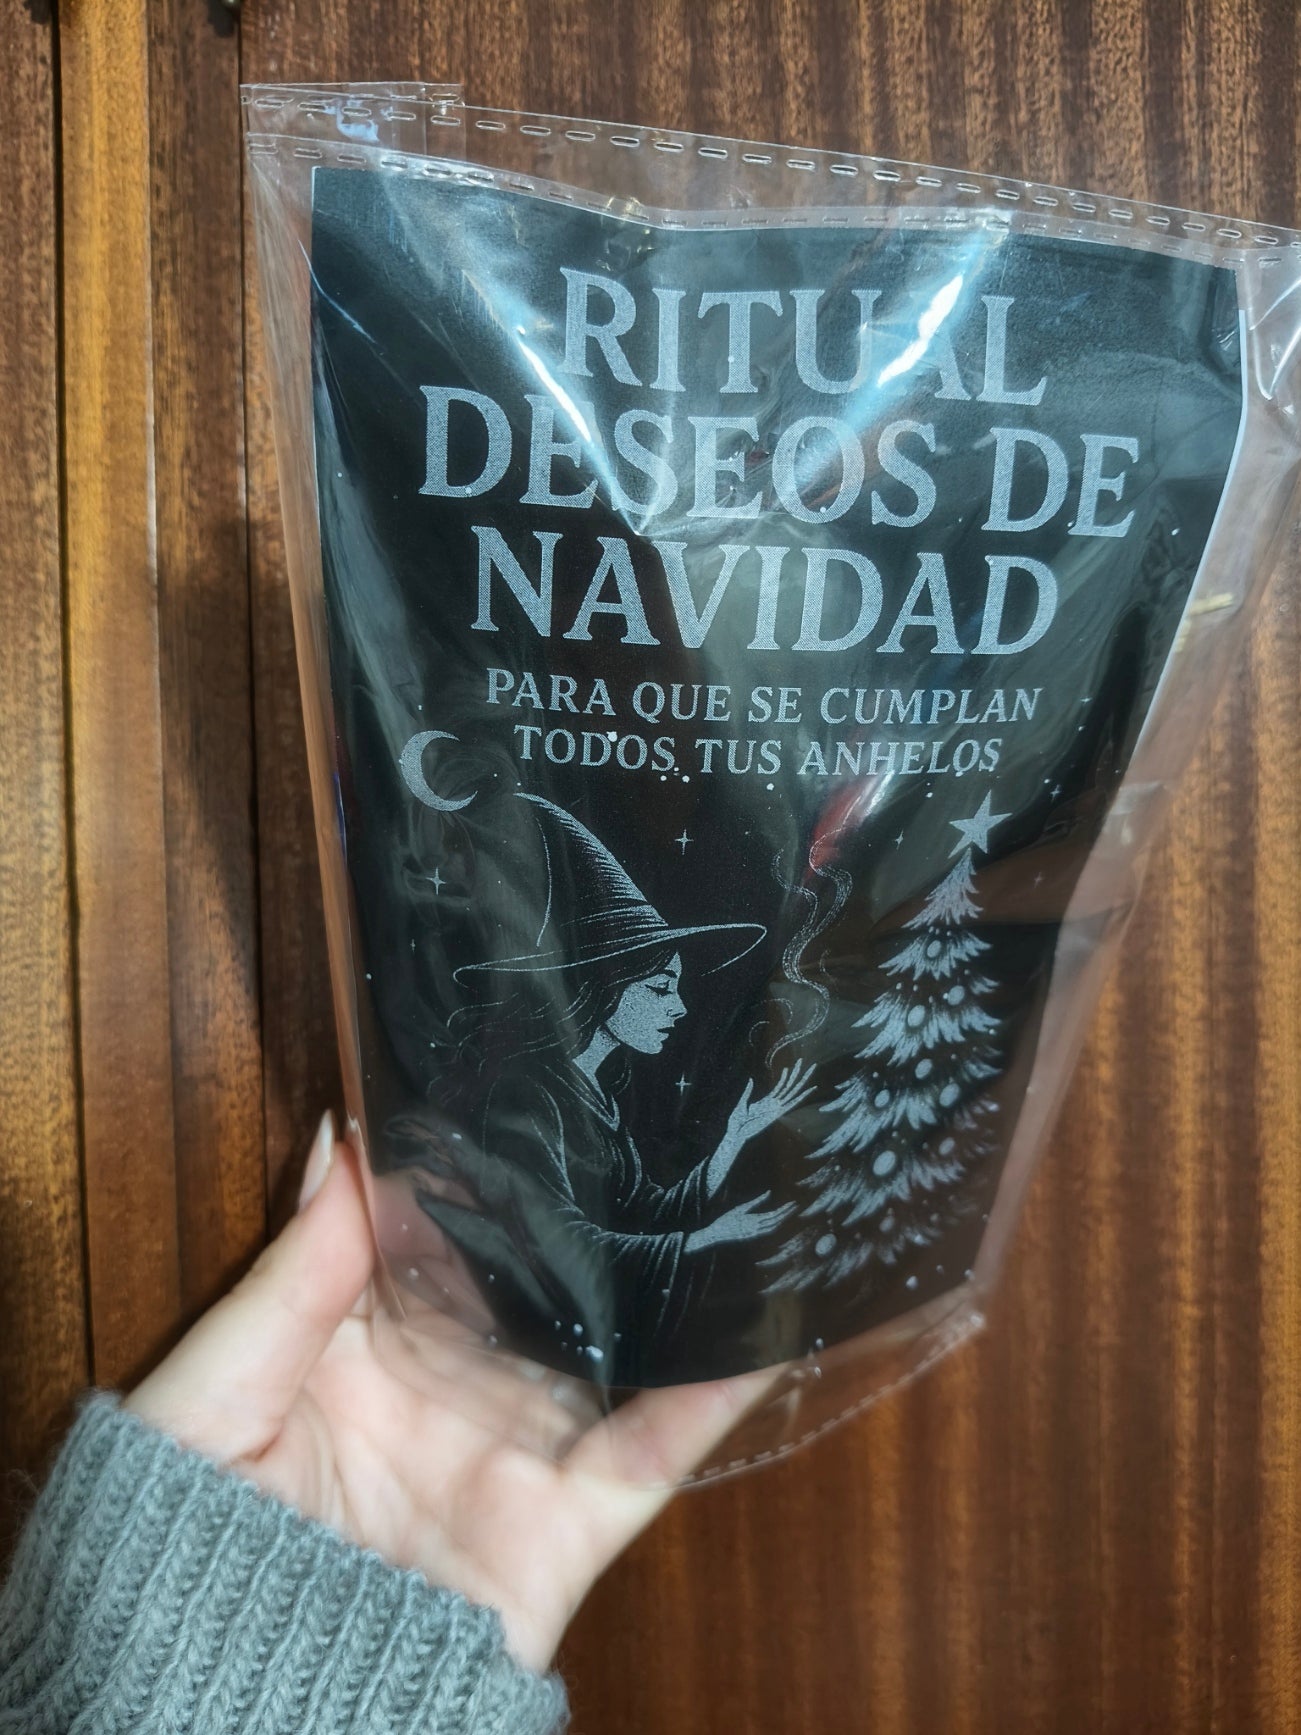 RITUAL
DESEOS DE
NAVIDAD
PARA QUE SE CUMPLAN
TODOS TUS ANHELOS